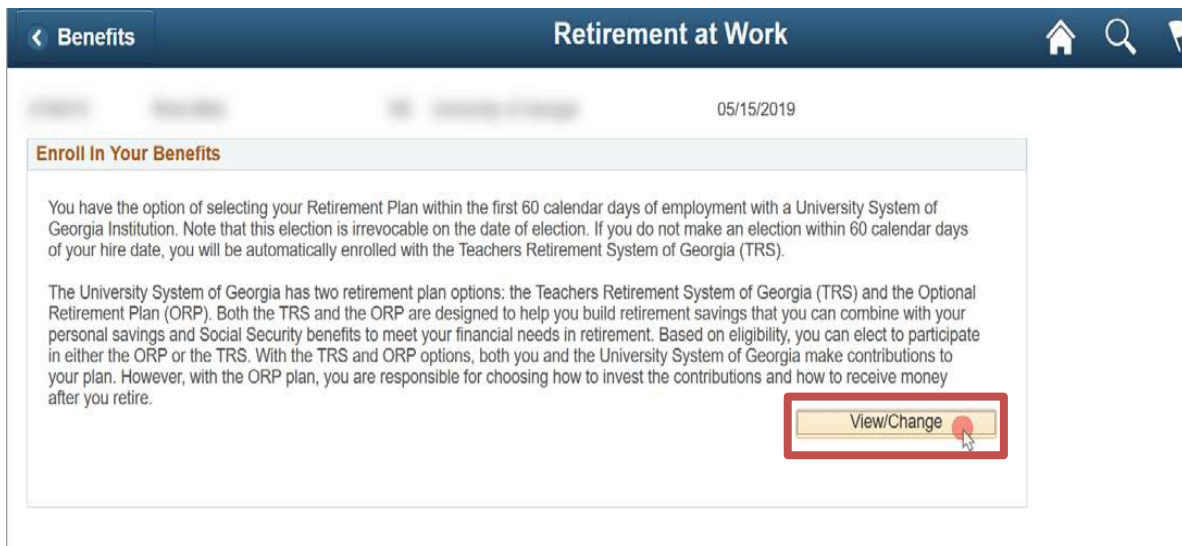 Benefits
Retirement at Work
05/15/2019
Enroll In Your Benefits
You have the option of selecting your Retirement Plan within the first 60 calendar days of employment with a University System of
Georgia Institution. Note that this election is irrevocable on the date of election. If you do not make an election within 60 calendar days
of your hire date, you will be automatically enrolled with the Teachers Retirement System of Georgia (TRS).
The University System of Georgia has two retirement plan options: the Teachers Retirement System of Georgia (TRS) and the Optional
Retirement Plan (ORP). Both the TRS and the ORP are designed to help you build retirement savings that you can combine with your
personal savings and Social Security benefits to meet your financial needs in retirement. Based on eligibility, you can elect to participate
in either the ORP or the TRS. With the TRS and ORP options, both you and the University System of Georgia make contributions to
your plan. However, with the ORP plan, you are responsible for choosing how to invest the contributions and how to receive money
after you retire.
View/Change